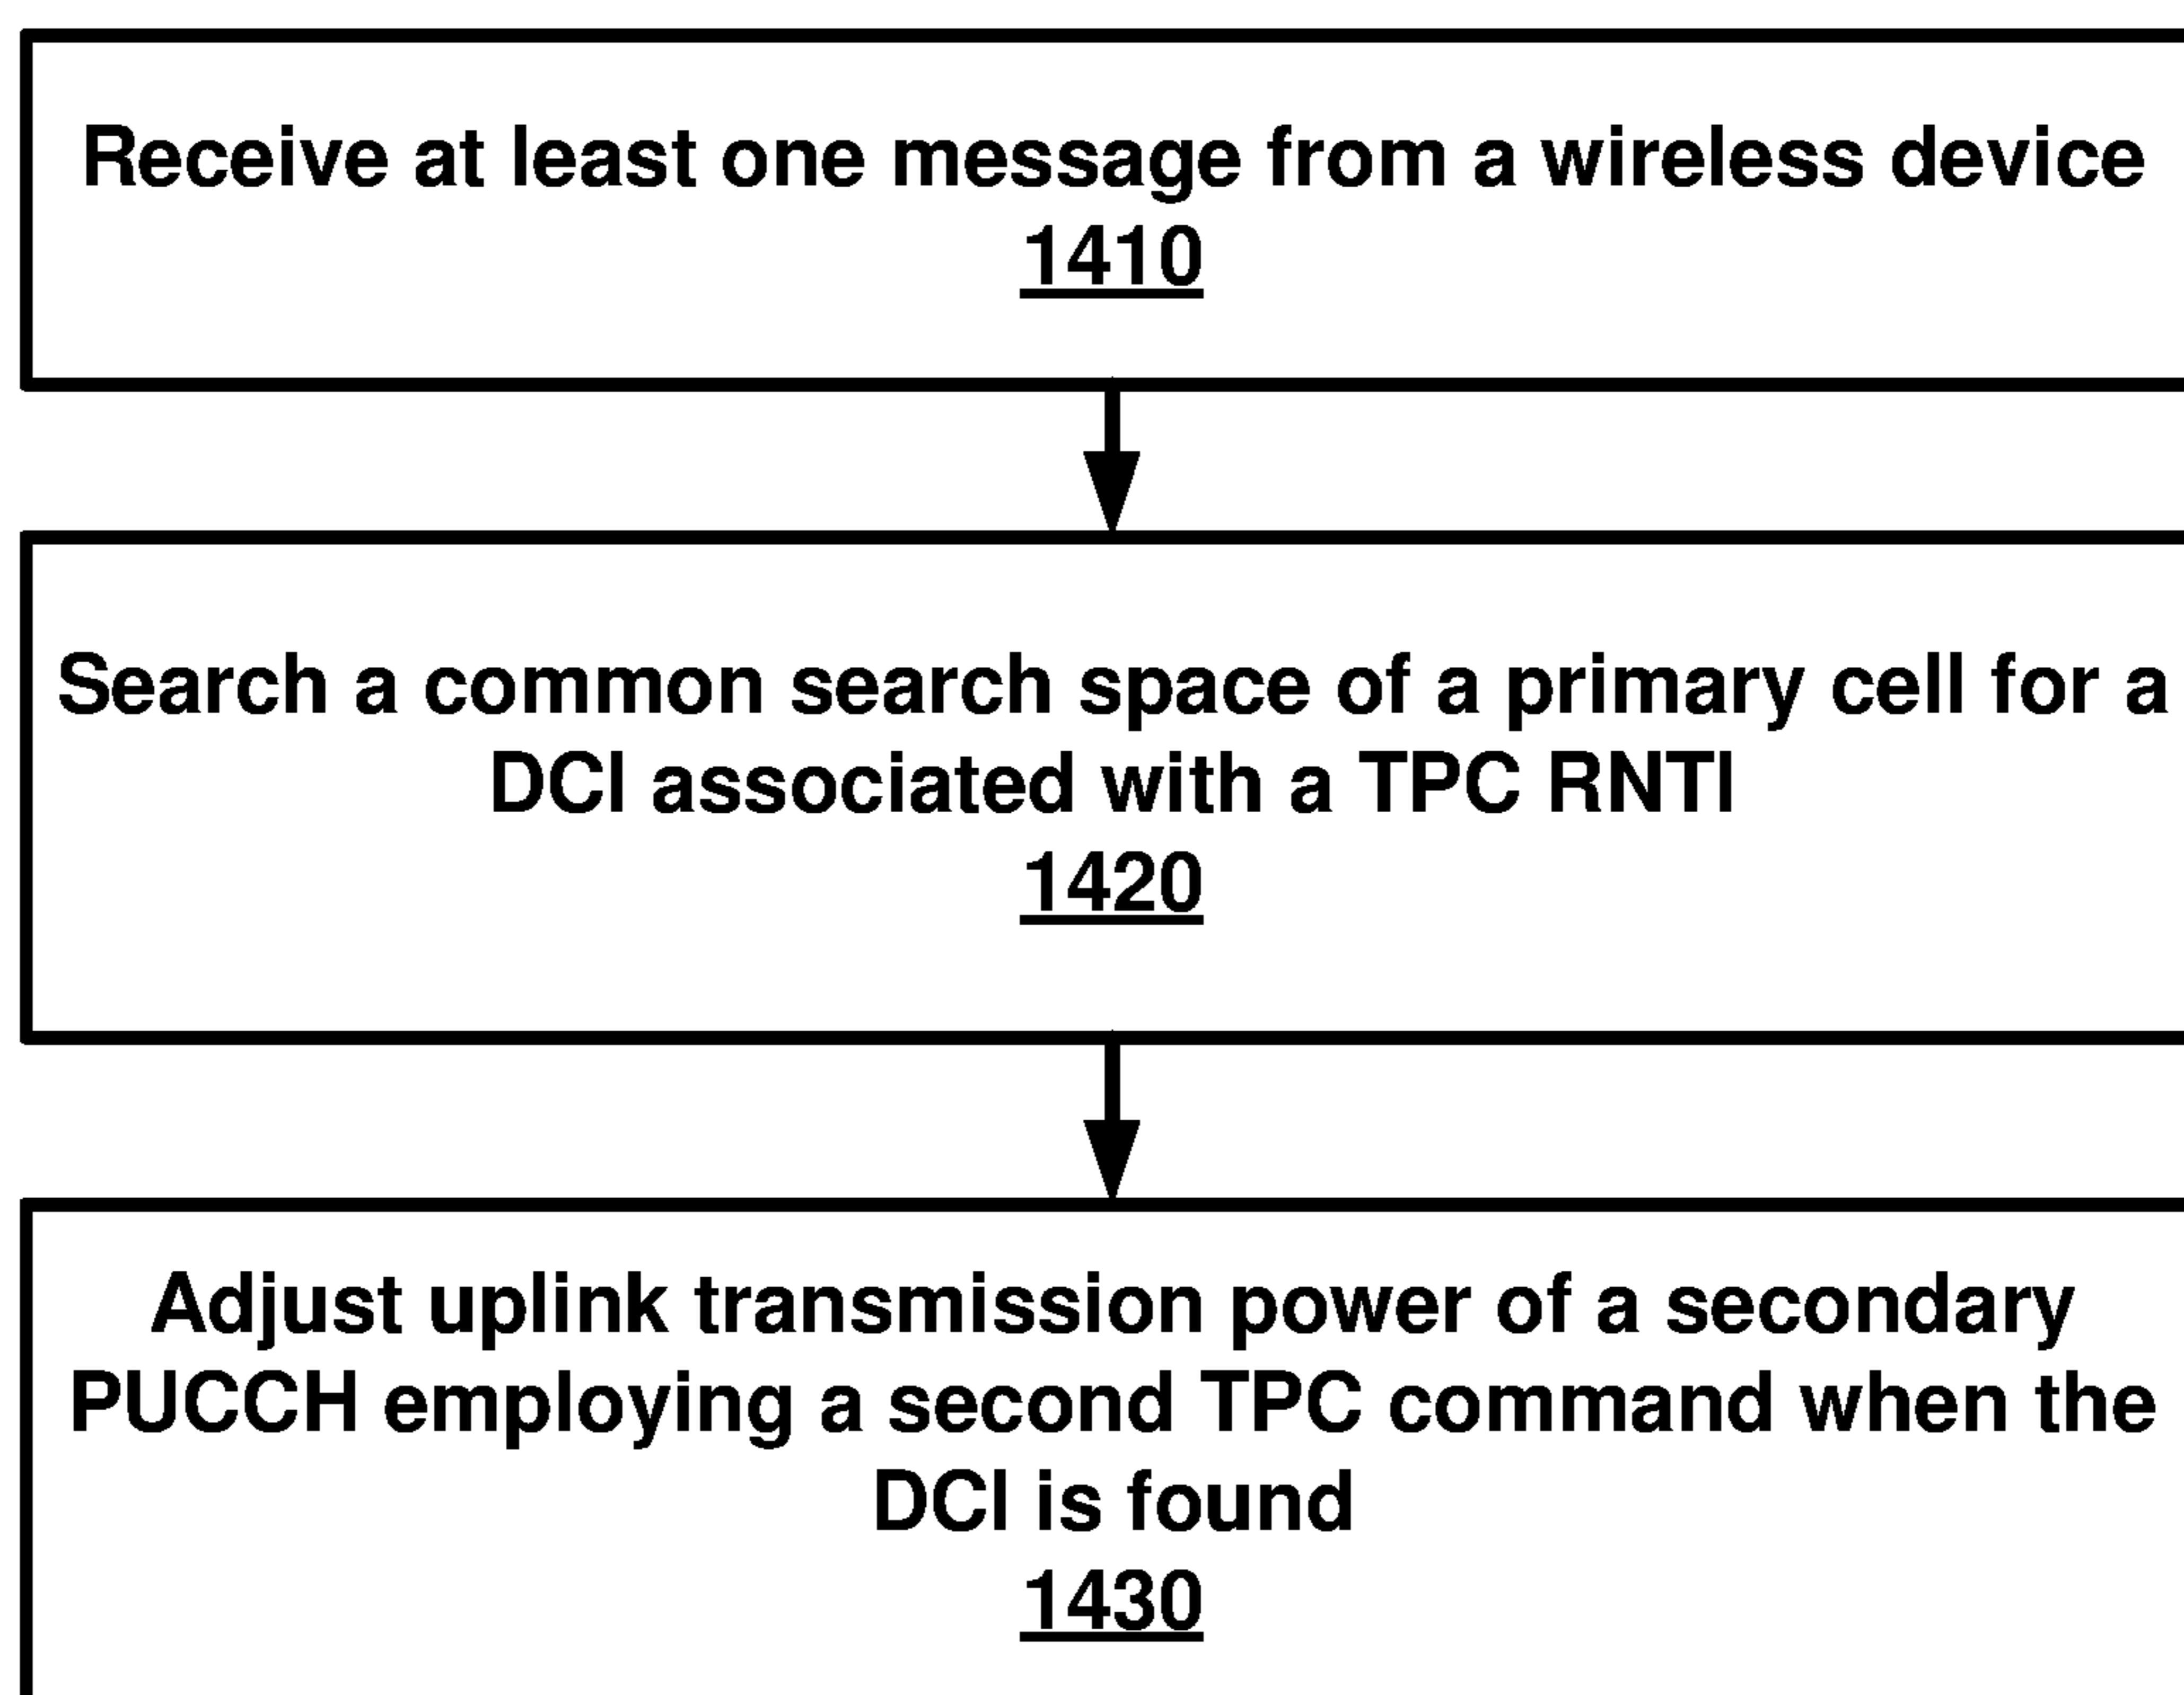 Receive at least one message from a wireless device
1410
Search a common search space of a primary cell for a
DCI associated with a TPC RNTI
1420
Adjust uplink transmission power of a secondary
PUCCH employing a second TPC command when the
DCI is found
1430